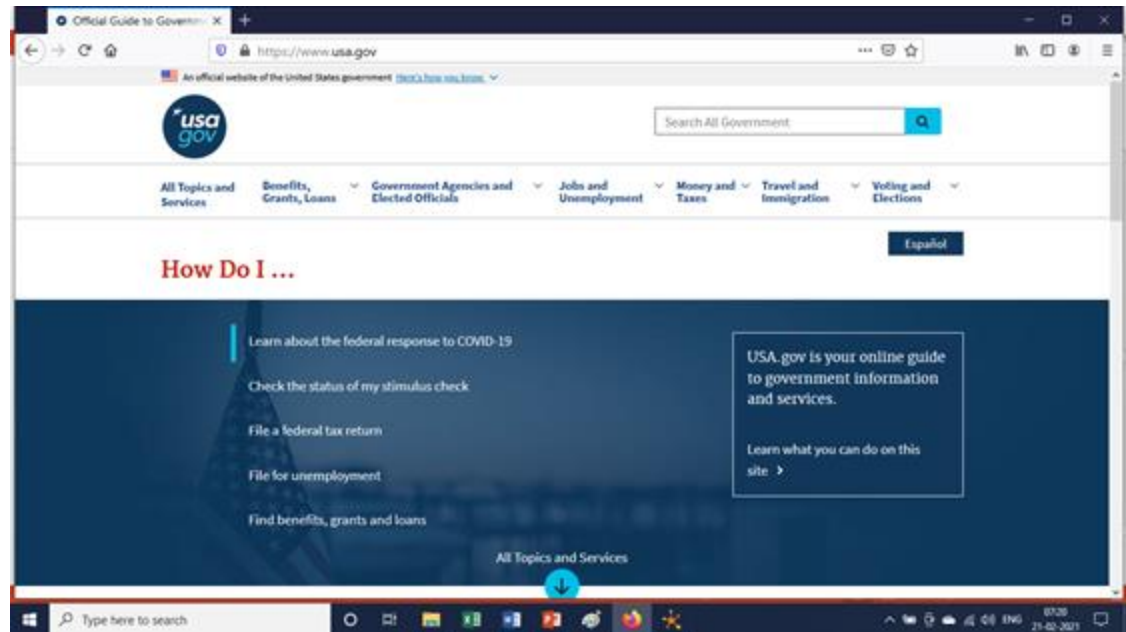 Official Guide to Governm
https://www.usa.gov
An official website of the United States government Here's how you know
usa
gov
Search All Government
All Topics and
Services
Benefits,
Grants, Loans
Government Agencies and
Elected Officials
Jobs and
Unemployment
Money and
Taxes
Travel and
Immigration
Voting and
Elections
Español
How Do I ...
Learn about the federal response to COVID-19
Check the status of my stimulus check
File a federal tax return
File for unemployment
Find benefits, grants and loans
USA.gov is your online guide
to government information
and services.
Learn what you can do on this
site >
All Topics and Services
Type here to search
ENG
07:20
21-02-2021